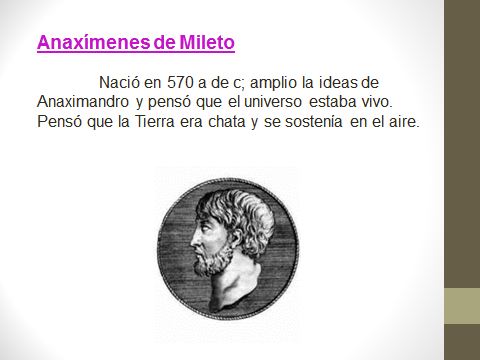 Anaxímenes de Mileto
Nació en 570 a de c; amplio la ideas de
Anaximandro y pensó que el universo estaba vivo.
Pensó que la Tierra era chata y se sostenía en el aire.